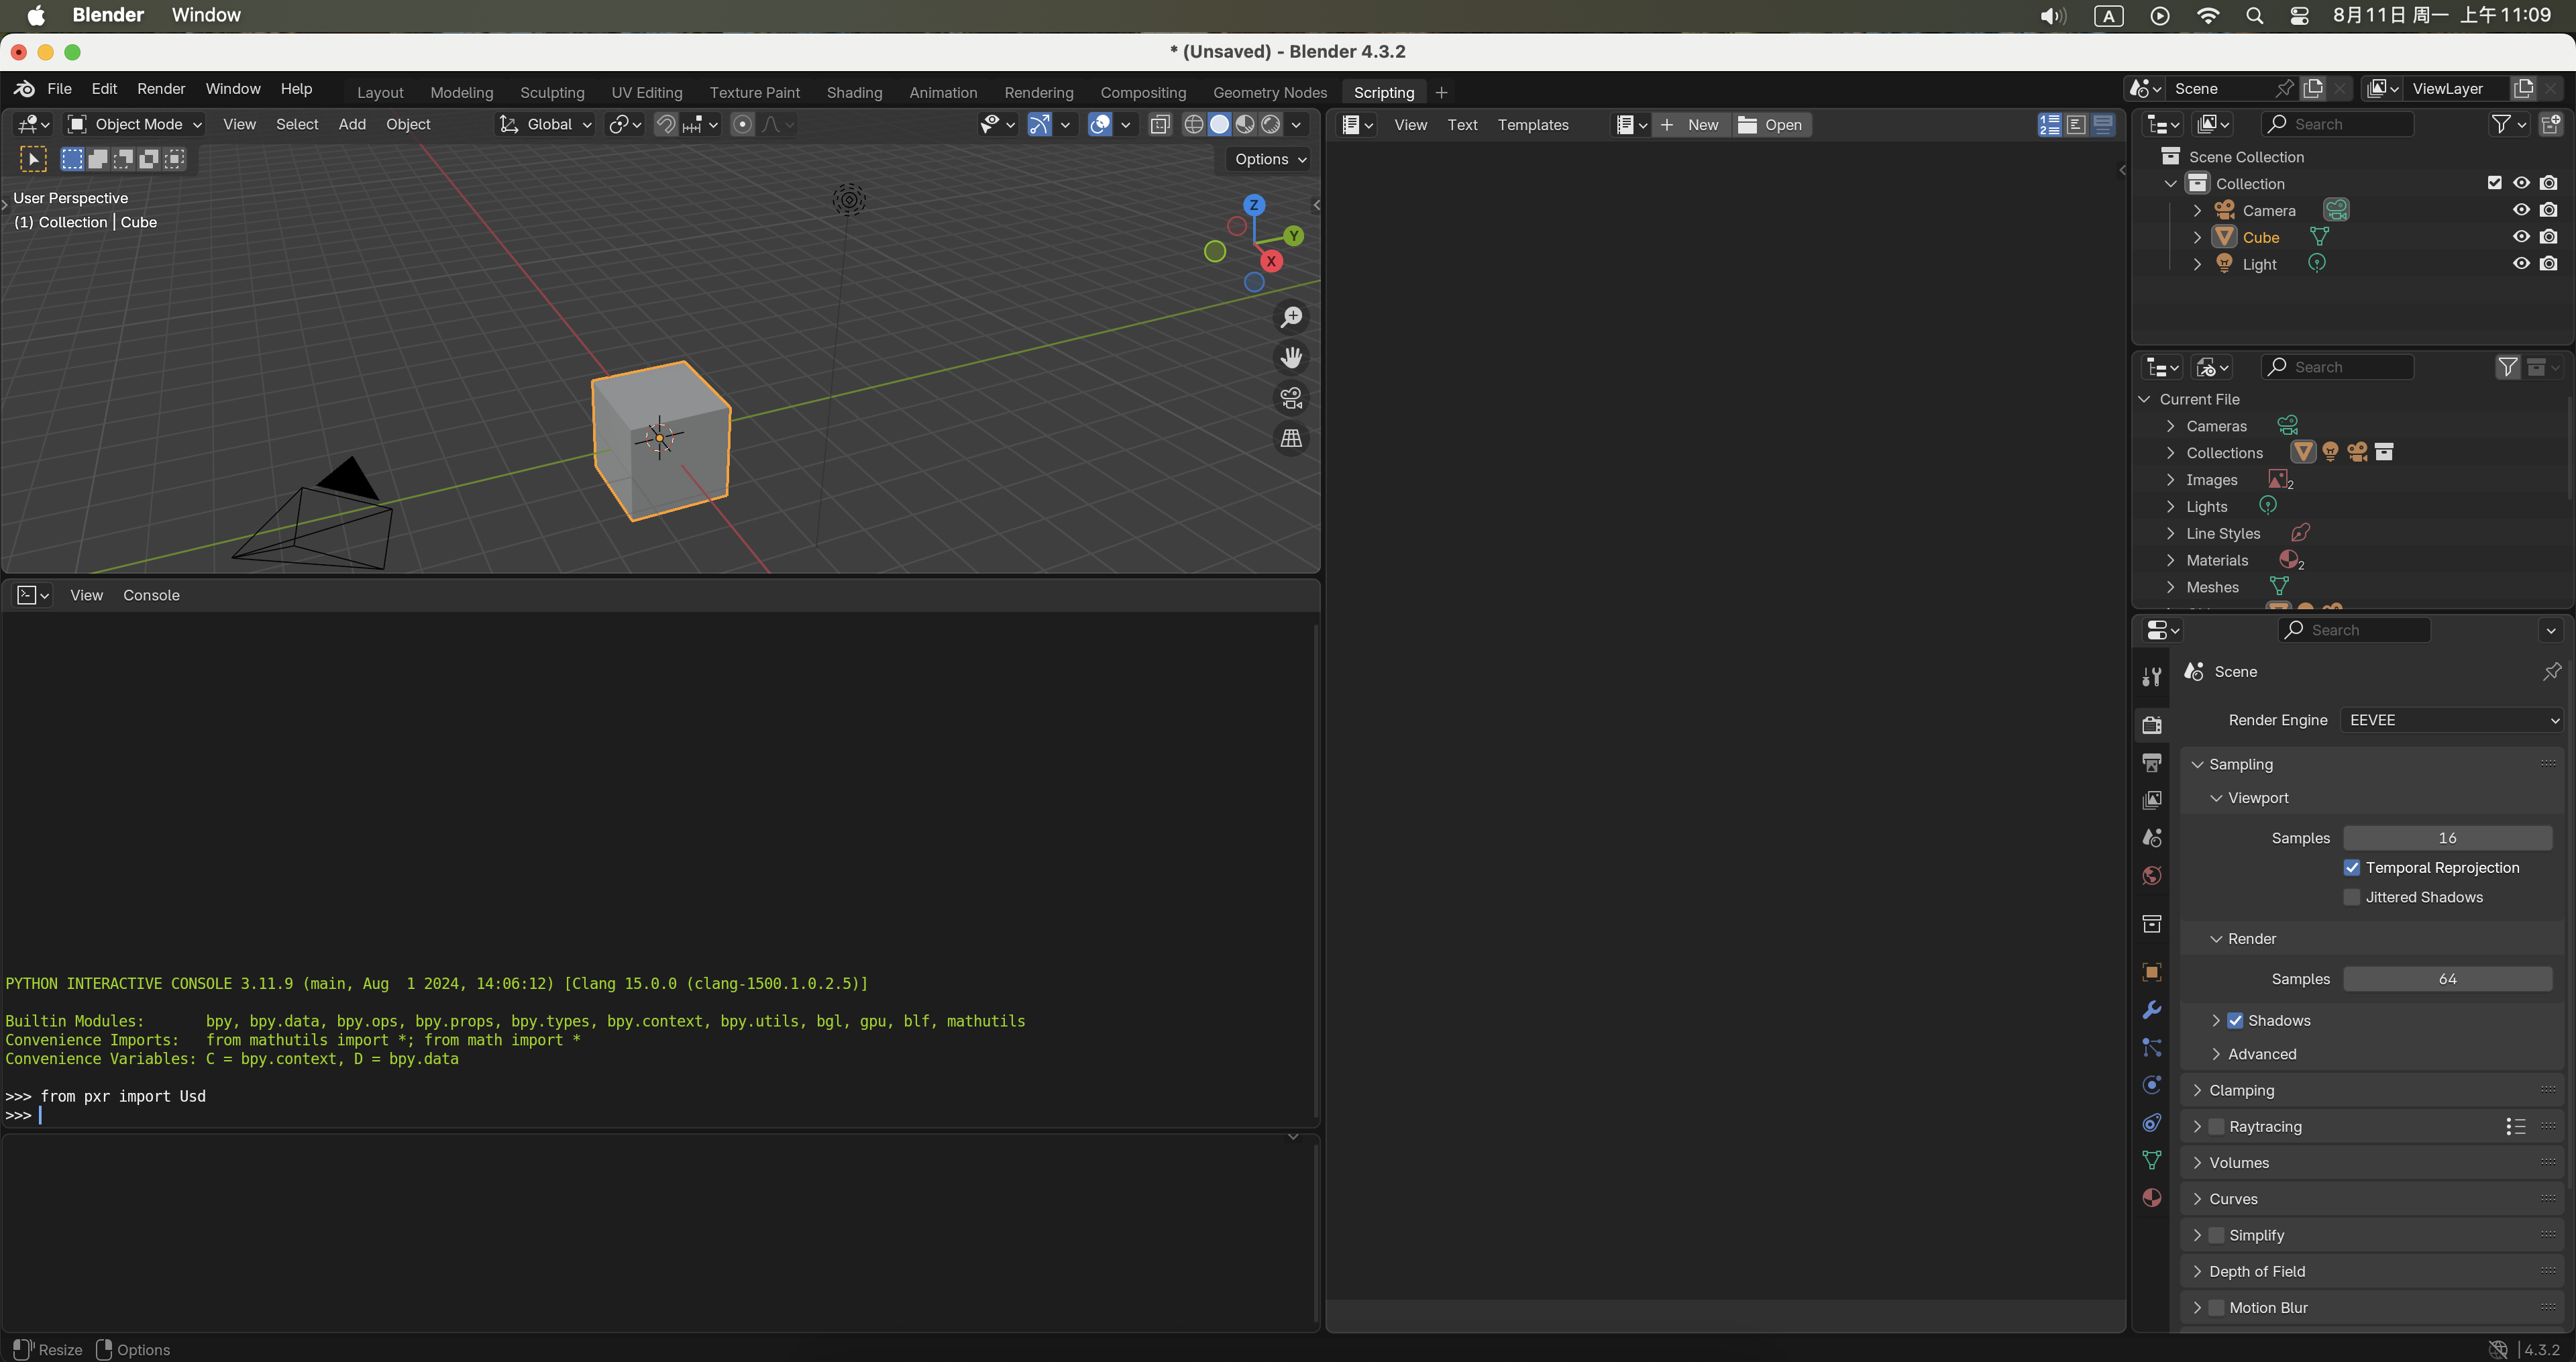 Blender Window A 8月11日 周一 上午11:09
* (Unsaved) - Blender 4.3.2
File Edit Render Window Help Layout Modeling Sculpting UV Editing Texture Paint Shading Animation Rendering Compositing Geometry Nodes Scripting + Scene ViewLayer
Object Mode View Select Add Object Global
Options
User Perspective
(1) Collection | Cube
Z
Y
X
View Text Templates New Open
Search
Scene Collection
Collection
Camera
Cube
Light
Search
Current File
Cameras
Collections
Images 2
Lights
Line Styles
Materials 2
Meshes
View Console
PYTHON INTERACTIVE CONSOLE 3.11.9 (main, Aug  1 2024, 14:06:12) [Clang 15.0.0 (clang-1500.1.0.2.5)]
Builtin Modules:       bpy, bpy.data, bpy.ops, bpy.props, bpy.types, bpy.context, bpy.utils, bgl, gpu, blf, mathutils
Convenience Imports:   from mathutils import *; from math import *
Convenience Variables: C = bpy.context, D = bpy.data
>>> from pxr import Usd
>>>
Search
Scene
Render Engine EEVEE
Sampling
Viewport
Samples 16
Temporal Reprojection
Jittered Shadows
Render
Samples 64
Shadows
Advanced
Clamping
Raytracing
Volumes
Curves
Simplify
Depth of Field
Motion Blur
Resize Options
4.3.2